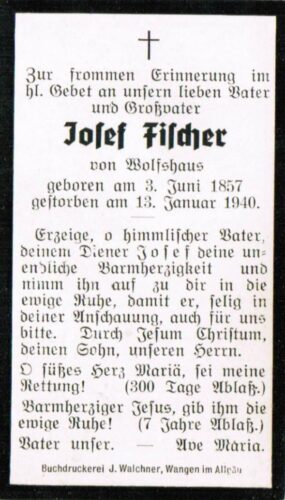 Zur frommen Erinnerung im
hl. Gebet an unsern lieben Vater
und Großvater
Josef Fischer
von Wolfshaus
geboren am 3. Juni 1857
gestorben am 13. Januar 1940.
Erzeige, o himmlischer Vater,
deinem Diener Josef deine un-
endliche Barmherzigkeit und
nimm ihn auf zu dir in die
ewige Ruhe, damit er, selig in
deiner Anschauung, auch für uns
bitte. Durch Jesum Christum,
deinen Sohn, unseren Herrn.
O süßes Herz Mariä, sei meine
Rettung! (300 Tage Ablaß.)
Barmherziger Jesus, gib ihm die
ewige Ruhe! (7 Jahre Ablaß.)
Vater unser. — Ave Maria.
Buchdruckerei J. Walchner, Wangen im Allgäu